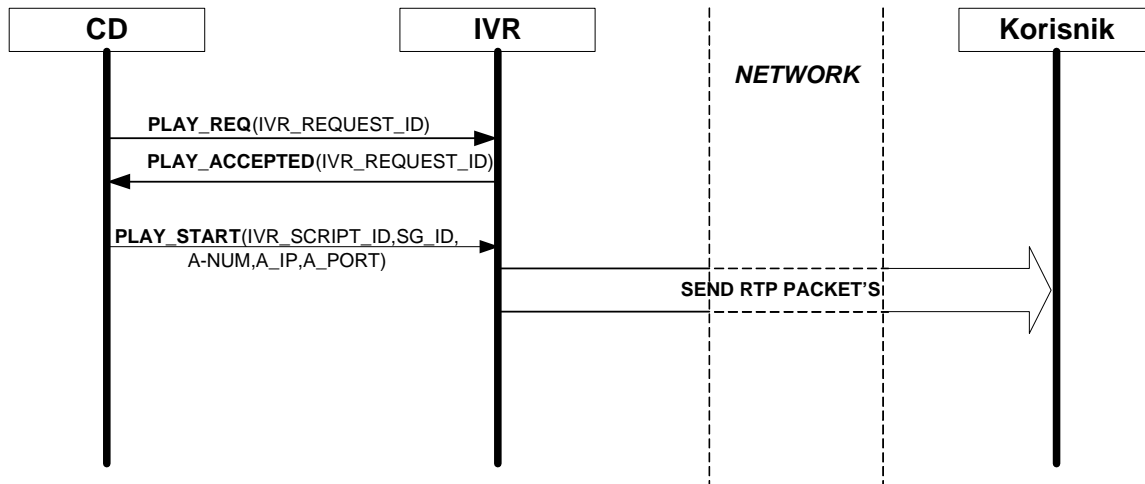 CD
IVR
Korisnik
NETWORK
PLAY_REQ(IVR_REQUEST_ID)
PLAY_ACCEPTED(IVR_REQUEST_ID)
PLAY_START(IVR_SCRIPT_ID,SG_ID,
A-NUM,A_IP,A_PORT)
SEND RTP PACKET'S